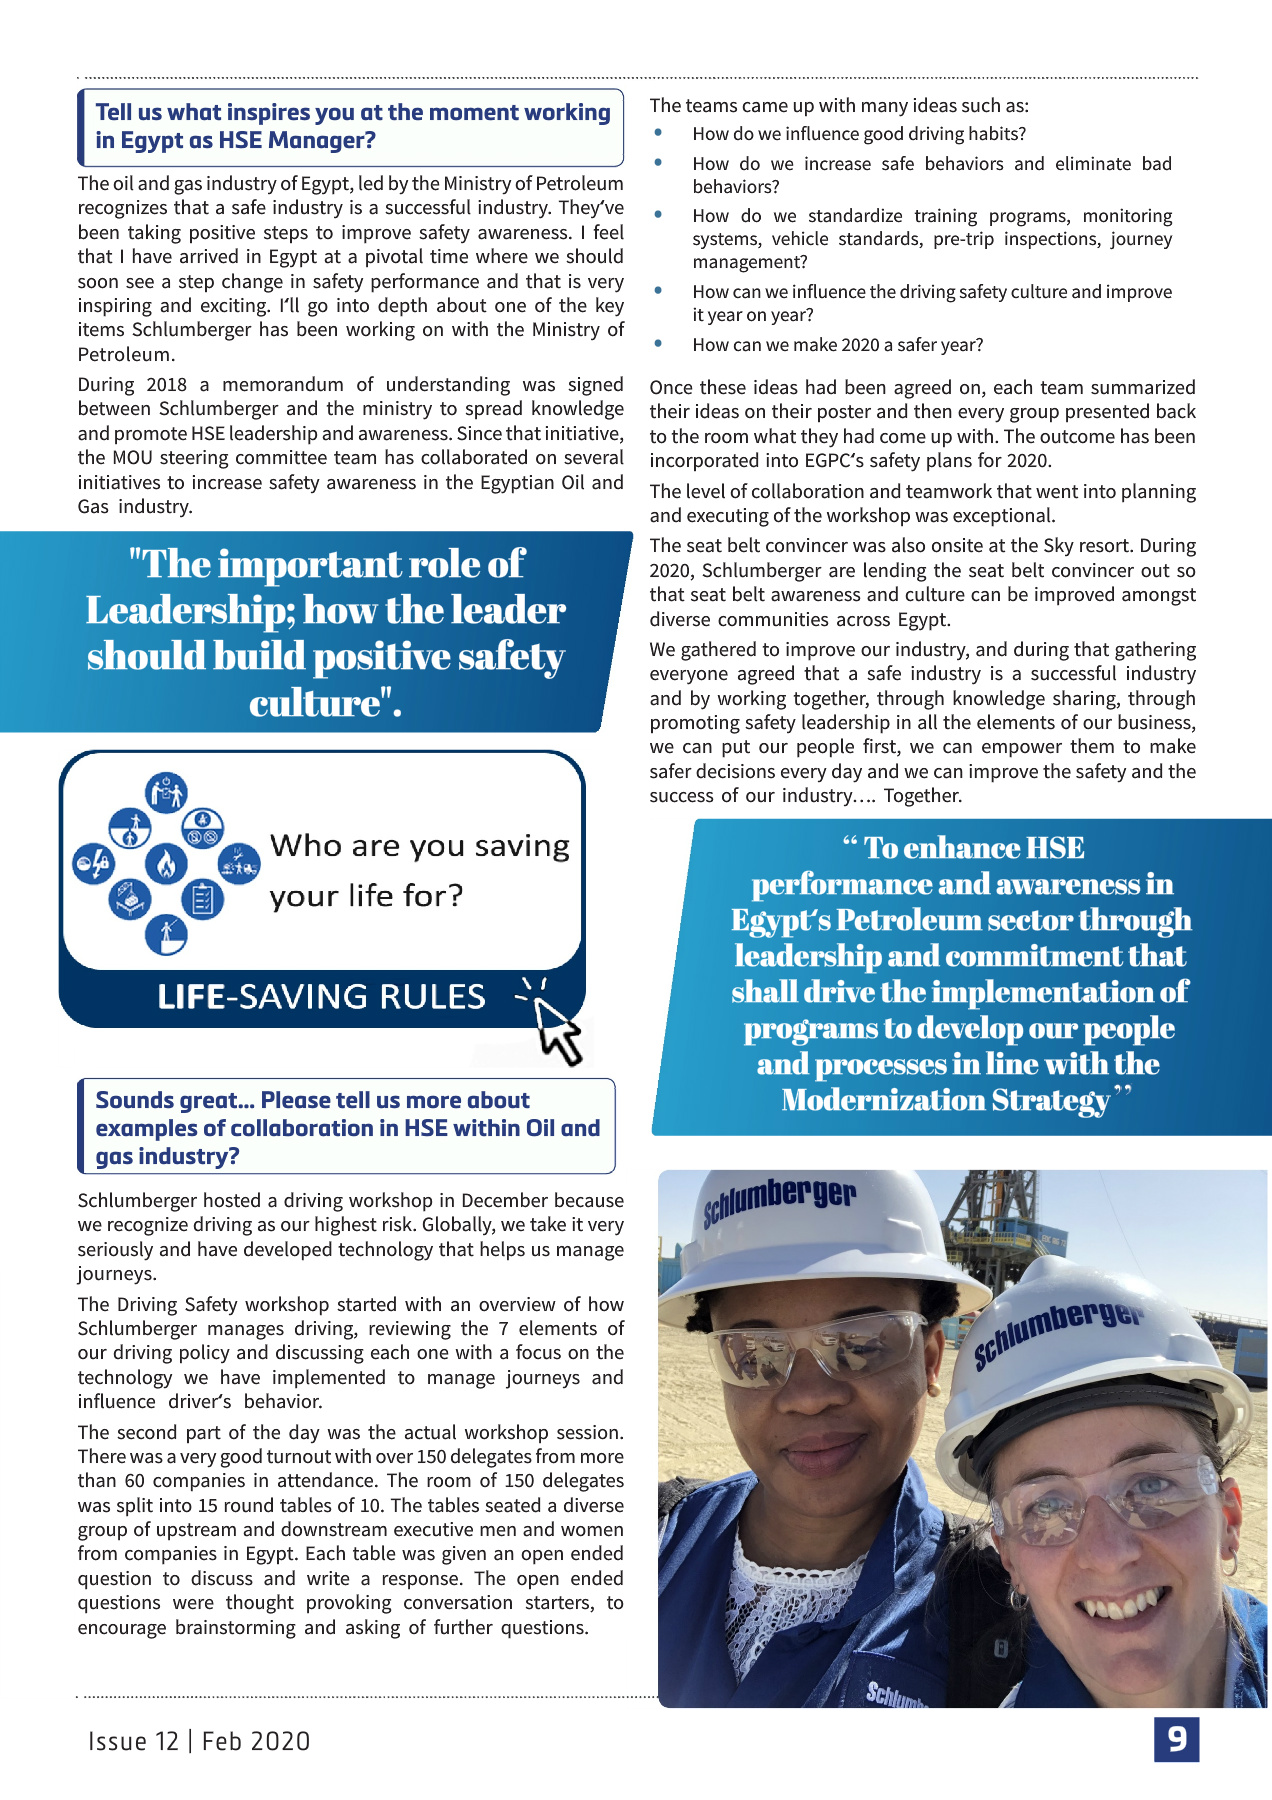 Tell us what inspires you at the moment working
in Egypt as HSE Manager?
The oil and gas industry of Egypt, led by the Ministry of Petroleum
recognizes that a safe industry is a successful industry. They‘ve
been taking positive steps to improve safety awareness. I feel
that I have arrived in Egypt at a pivotal time where we should
soon see a step change in safety performance and that is very
inspiring and exciting. I‘ll go into depth about one of the key
items Schlumberger has been working on with the Ministry of
Petroleum.
During 2018 a memorandum of understanding was signed
between Schlumberger and the ministry to spread knowledge
and promote HSE leadership and awareness. Since that initiative,
the MOU steering committee team has collaborated on several
initiatives to increase safety awareness in the Egyptian Oil and
Gas industry.
"The important role of
Leadership; how the leader
should build positive safety
culture".
Who are you saving
your life for?
LIFE-SAVING RULES
Sounds great... Please tell us more about
examples of collaboration in HSE within Oil and
gas industry?
Schlumberger hosted a driving workshop in December because
we recognize driving as our highest risk. Globally, we take it very
seriously and have developed technology that helps us manage
journeys.
The Driving Safety workshop started with an overview of how
Schlumberger manages driving, reviewing the 7 elements of
our driving policy and discussing each one with a focus on the
technology we have implemented to manage journeys and
influence driver‘s behavior.
The second part of the day was the actual workshop session.
There was a very good turnout with over 150 delegates from more
than 60 companies in attendance. The room of 150 delegates
was split into 15 round tables of 10. The tables seated a diverse
group of upstream and downstream executive men and women
from companies in Egypt. Each table was given an open ended
question to discuss and write a response. The open ended
questions were thought provoking conversation starters, to
encourage brainstorming and asking of further questions.
The teams came up with many ideas such as:
• How do we influence good driving habits?
• How do we increase safe behaviors and eliminate bad
behaviors?
• How do we standardize training programs, monitoring
systems, vehicle standards, pre-trip inspections, journey
management?
• How can we influence the driving safety culture and improve
it year on year?
• How can we make 2020 a safer year?
Once these ideas had been agreed on, each team summarized
their ideas on their poster and then every group presented back
to the room what they had come up with. The outcome has been
incorporated into EGPC‘s safety plans for 2020.
The level of collaboration and teamwork that went into planning
and executing of the workshop was exceptional.
The seat belt convincer was also onsite at the Sky resort. During
2020, Schlumberger are lending the seat belt convincer out so
that seat belt awareness and culture can be improved amongst
diverse communities across Egypt.
We gathered to improve our industry, and during that gathering
everyone agreed that a safe industry is a successful industry
and by working together, through knowledge sharing, through
promoting safety leadership in all the elements of our business,
we can put our people first, we can empower them to make
safer decisions every day and we can improve the safety and the
success of our industry…. Together.
“ To enhance HSE
performance and awareness in
Egypt‘s Petroleum sector through
leadership and commitment that
shall drive the implementation of
programs to develop our people
and processes in line with the
Modernization Strategy”
Schlumberger
Schlumberger
Schlumb
Issue 12 | Feb 2020
9